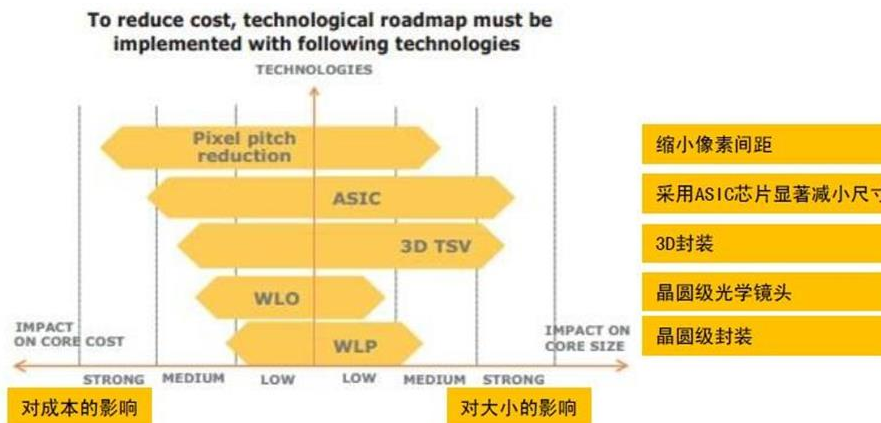 To reduce cost, technological roadmap must be
implemented with following technologies
TECHNOLOGIES
Pixel pitch
reduction
缩小像素间距
ASIC
采用ASIC芯片显著减小尺寸
3D TSV
3D封装
WLO
晶圆级光学镜头
WLP
晶圆级封装
IMPACT
ON CORE COST
IMPACT ON
CORE SIZE
STRONG
MEDIUM
LOW
LOW
MEDIUM
STRONG
对成本的影响
对大小的影响